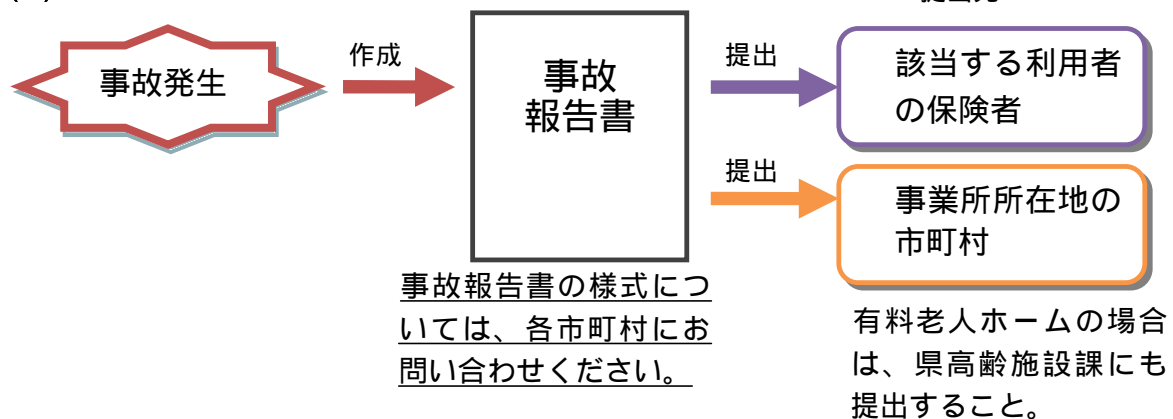 事故発生
作成
事故
報告書
提出
該当する利用者
の保険者
提出
事業所所在地の
市町村
事故報告書の様式につ
いては、各市町村にお
問い合わせください。
有料老人ホームの場合
は、県高齢施設課にも
提出すること。